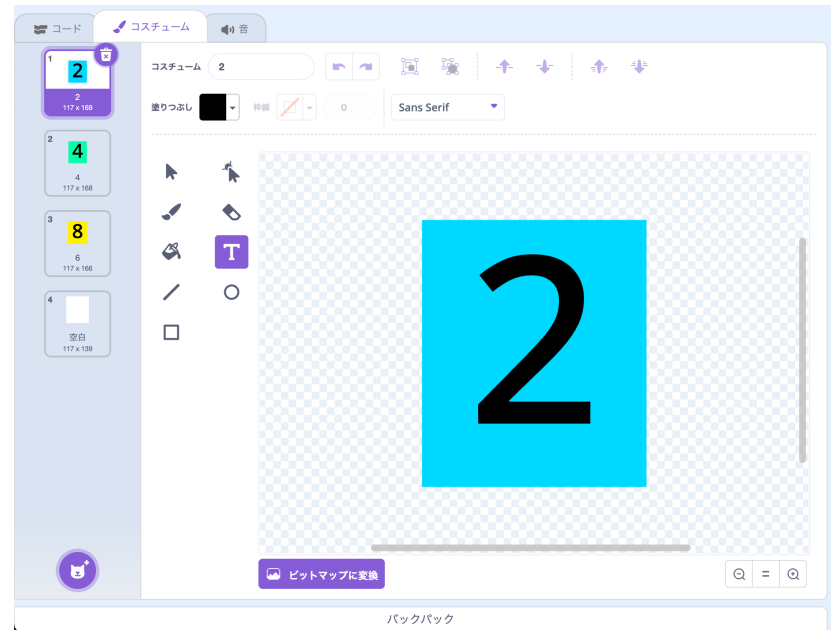 コード
コスチューム
音
1
2
2
117 x 169
2
4
4
117 x 168
3
8
6
117 x 166
4
空白
117 x 139
コスチューム
2
塗りつぶし
枠線
0
Sans Serif
T
2
ビットマップに変換
=
バックパック